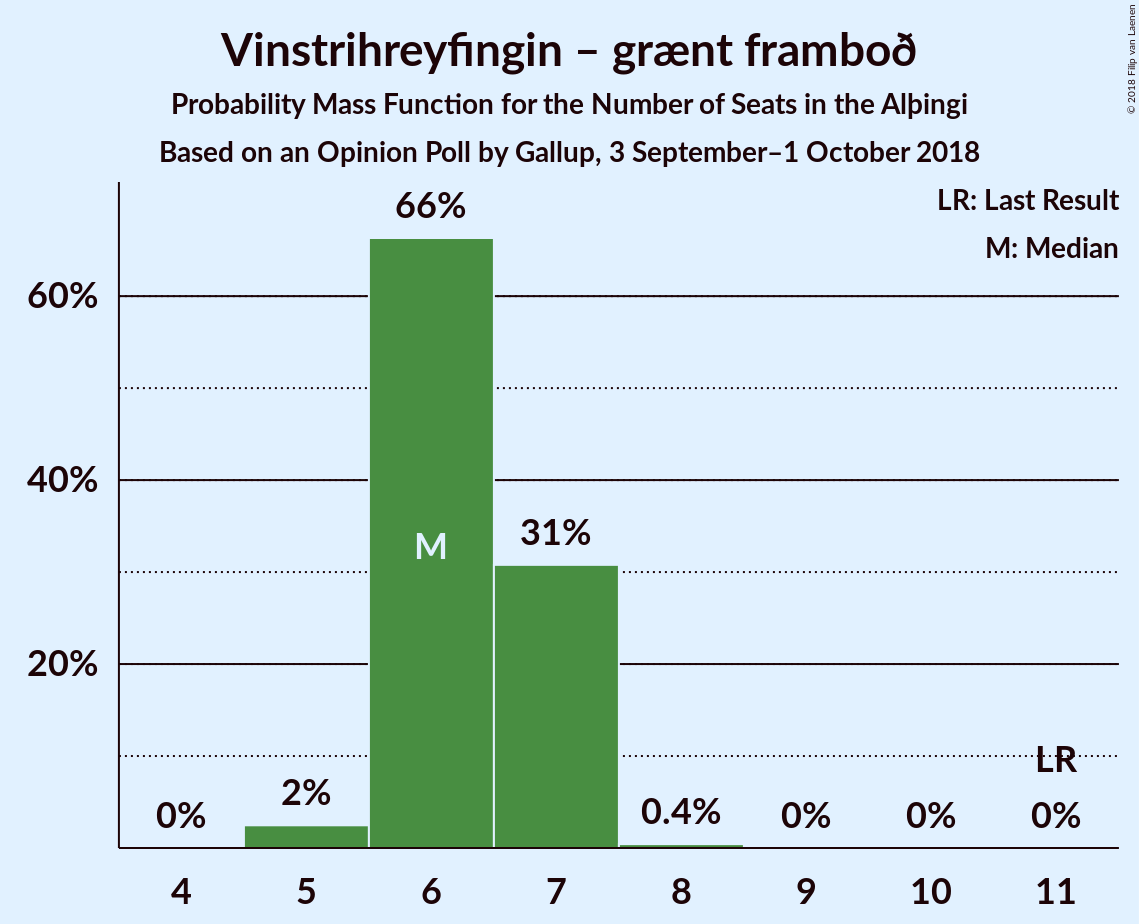 Vinstrihreyfingin – grænt framboð
Probability Mass Function for the Number of Seats in the Alþingi
Based on an Opinion Poll by Gallup, 3 September–1 October 2018
© 2018 Filip van Laenen
LR: Last Result
M: Median
66%
60%
40%
M
31%
20%
LR
0%
2%
0.4%
0%
0%
0%
4 5 6 7 8 9 10 11